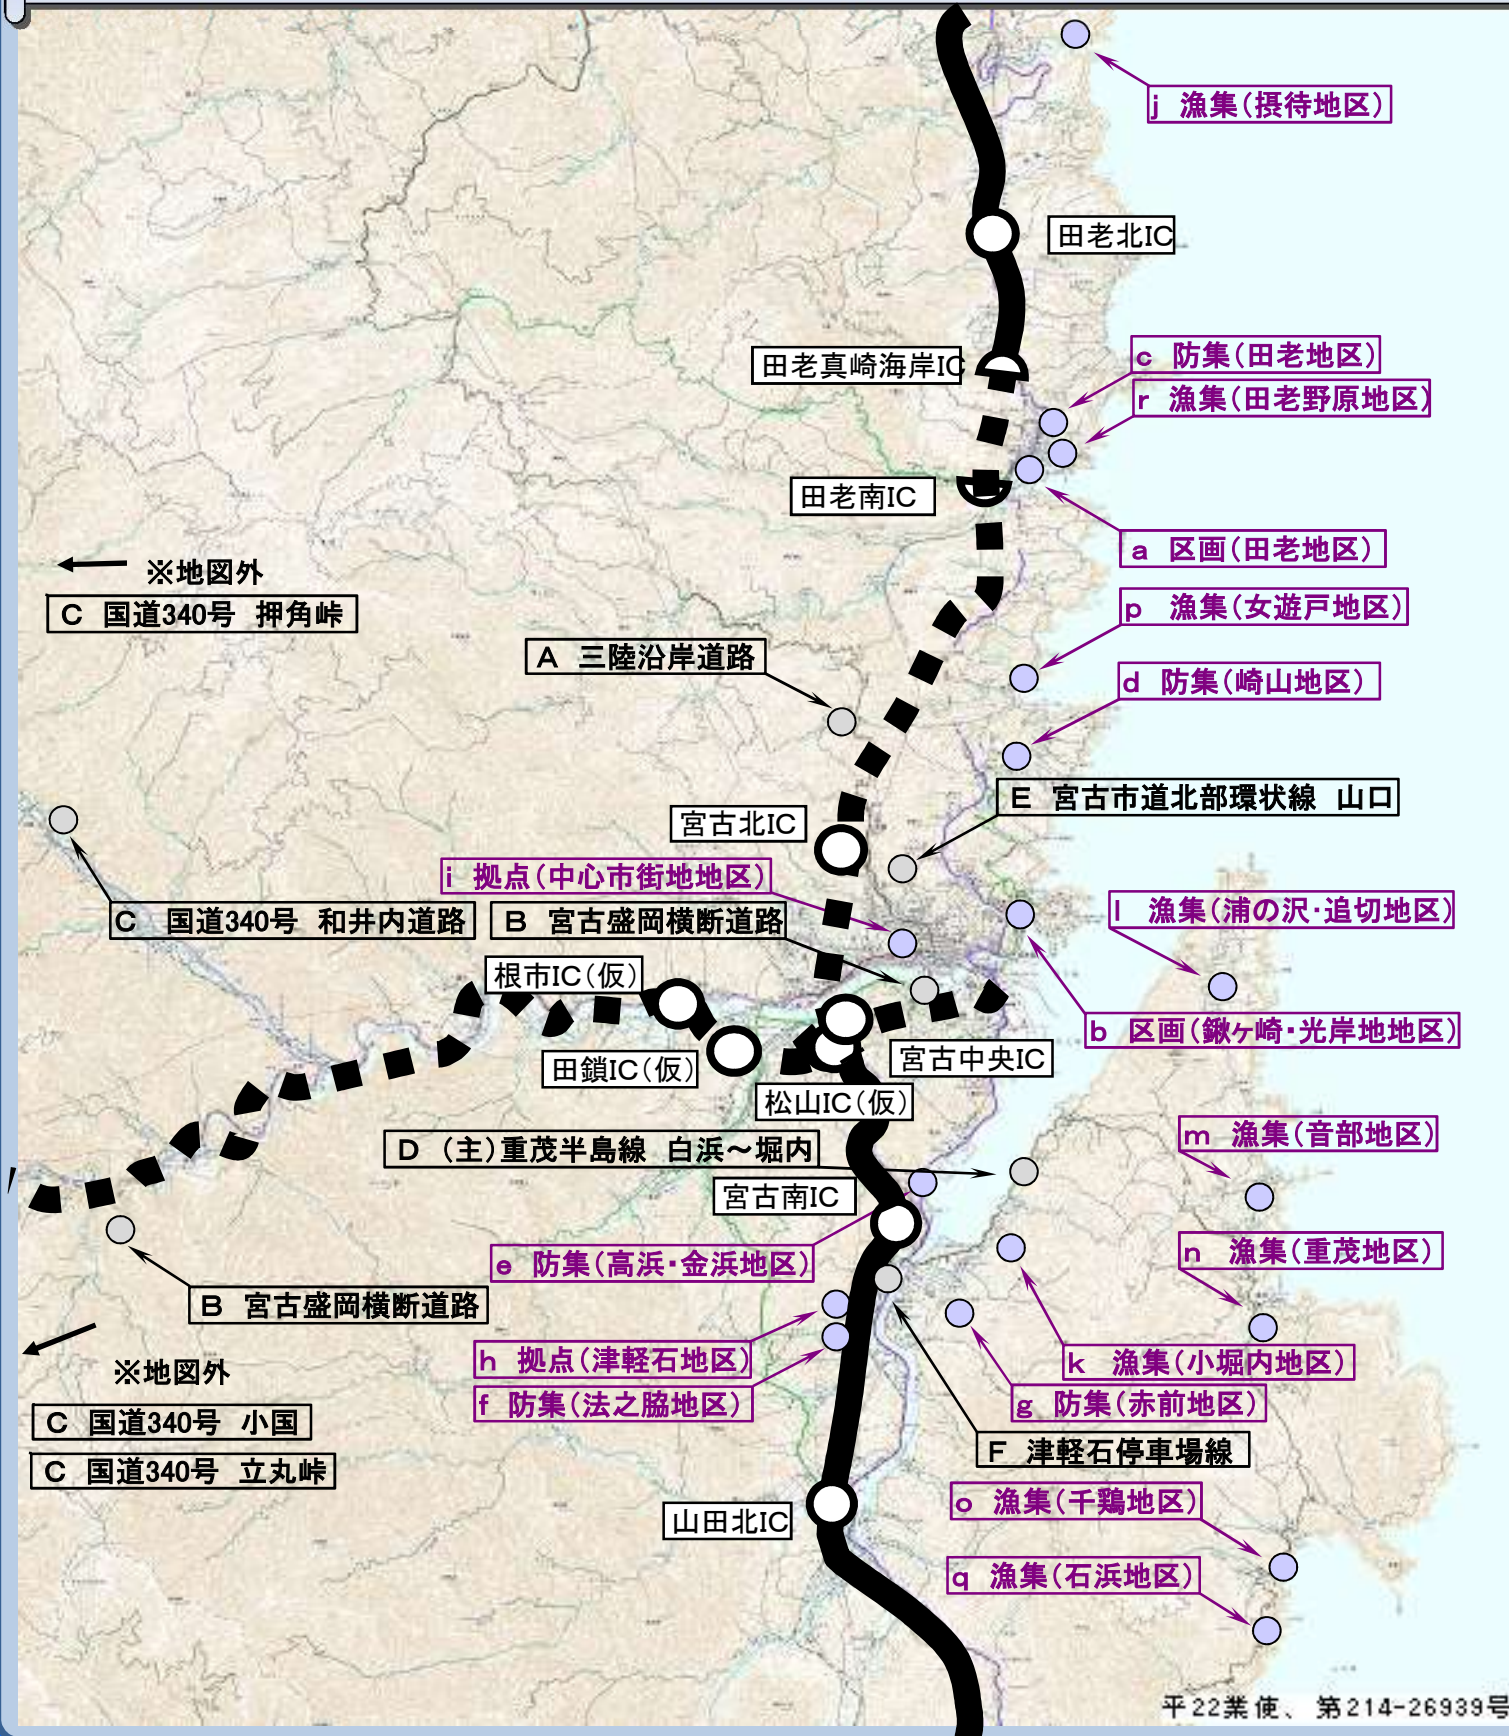 j 漁集(摂待地区)
田老北IC
c 防集(田老地区)
田老真崎海岸IC
r 漁集(田老野原地区)
田老南IC
a 区画(田老地区)
※地図外
C 国道340号 押角峠
p 漁集(女遊戸地区)
A 三陸沿岸道路
d 防集(崎山地区)
E 宮古市道北部環状線 山口
宮古北IC
i 拠点(中心市街地地区)
l 漁集(浦の沢・追切地区)
C 国道340号 和井内道路
B 宮古盛岡横断道路
根市IC(仮)
b 区画(鍬ヶ崎・光岸地地区)
宮古中央IC
田鎖IC(仮)
松山IC(仮)
m 漁集(音部地区)
D (主)重茂半島線 白浜～堀内
宮古南IC
n 漁集(重茂地区)
e 防集(高浜・金浜地区)
B 宮古盛岡横断道路
h 拠点(津軽石地区)
k 漁集(小堀内地区)
※地図外
f 防集(法之脇地区)
g 防集(赤前地区)
C 国道340号 小国
F 津軽石停車場線
C 国道340号 立丸峠
o 漁集(千鶏地区)
山田北IC
q 漁集(石浜地区)
平22業使、第214-26939号